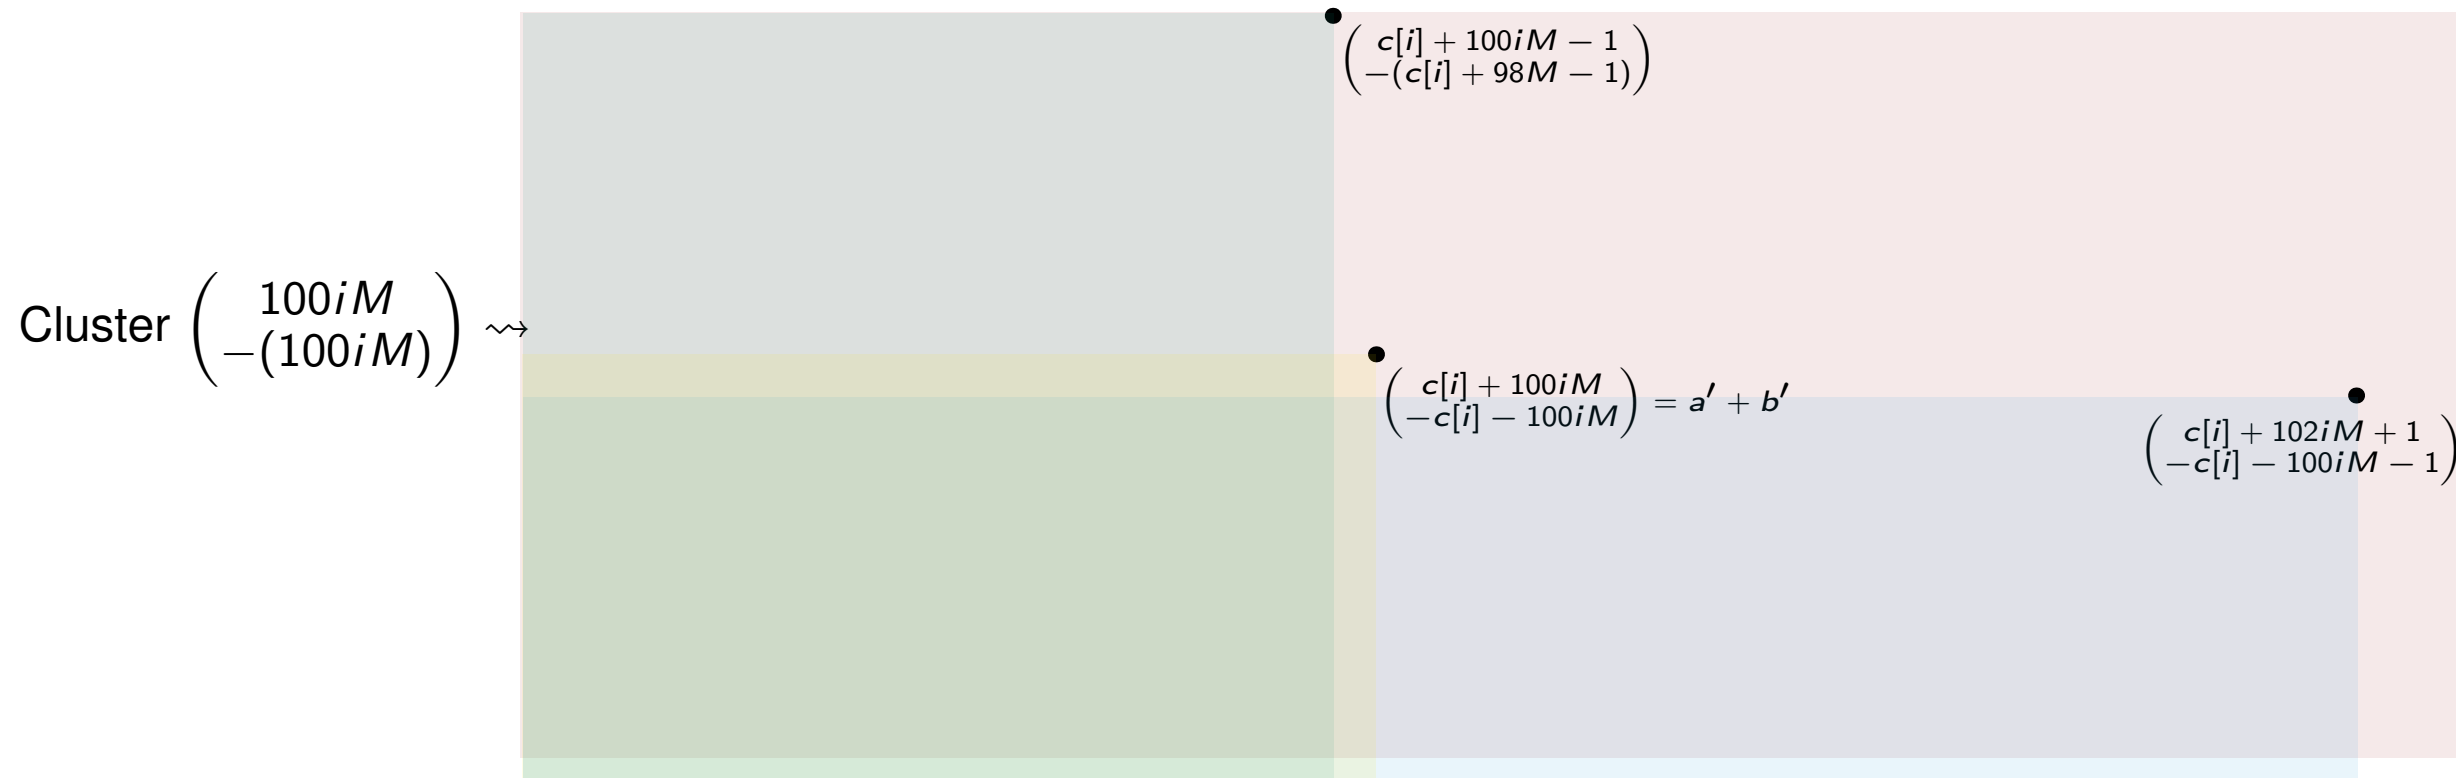 c[i] + 100iM − 1
−(c[i] + 98M − 1)
Cluster ( 100iM
−(100iM) ) ⇝
( c[i] + 100iM
−c[i] − 100iM ) = a′ + b′
c[i] + 102iM + 1
−c[i] − 100iM − 1